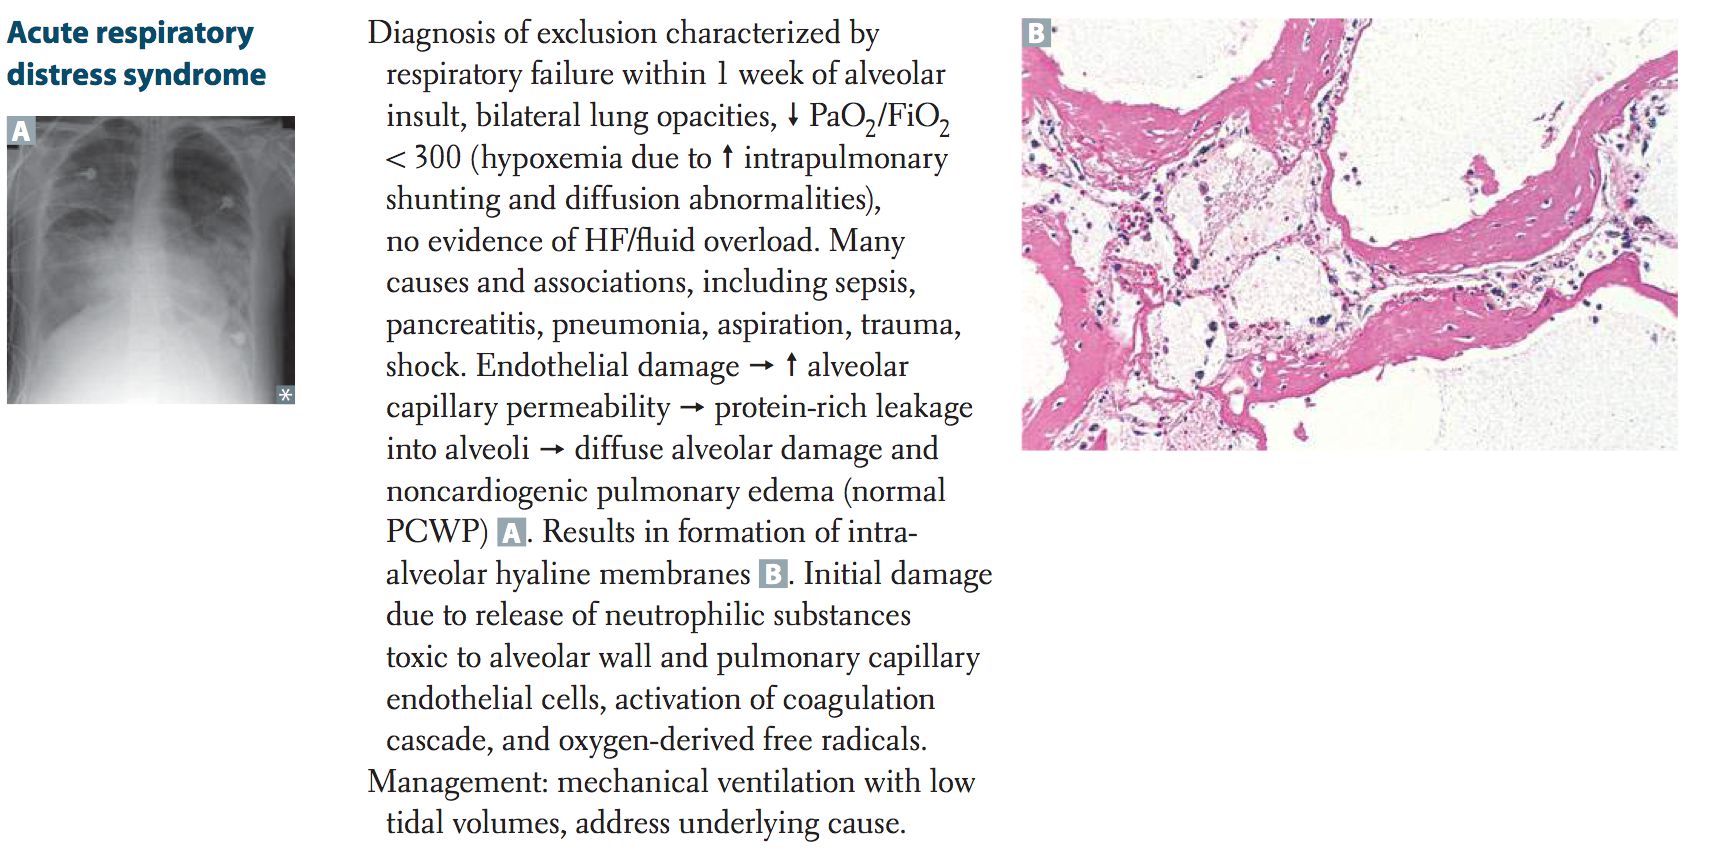 Acute respiratory
distress syndrome
A
*
Diagnosis of exclusion characterized by
respiratory failure within 1 week of alveolar
insult, bilateral lung opacities, ↓ PaO2/FiO2
< 300 (hypoxemia due to ↑ intrapulmonary
shunting and diffusion abnormalities),
no evidence of HF/fluid overload. Many
causes and associations, including sepsis,
pancreatitis, pneumonia, aspiration, trauma,
shock. Endothelial damage → ↑ alveolar
capillary permeability → protein-rich leakage
into alveoli → diffuse alveolar damage and
noncardiogenic pulmonary edema (normal
PCWP) A. Results in formation of intra-
alveolar hyaline membranes B. Initial damage
due to release of neutrophilic substances
toxic to alveolar wall and pulmonary capillary
endothelial cells, activation of coagulation
cascade, and oxygen-derived free radicals.
Management: mechanical ventilation with low
tidal volumes, address underlying cause.
B